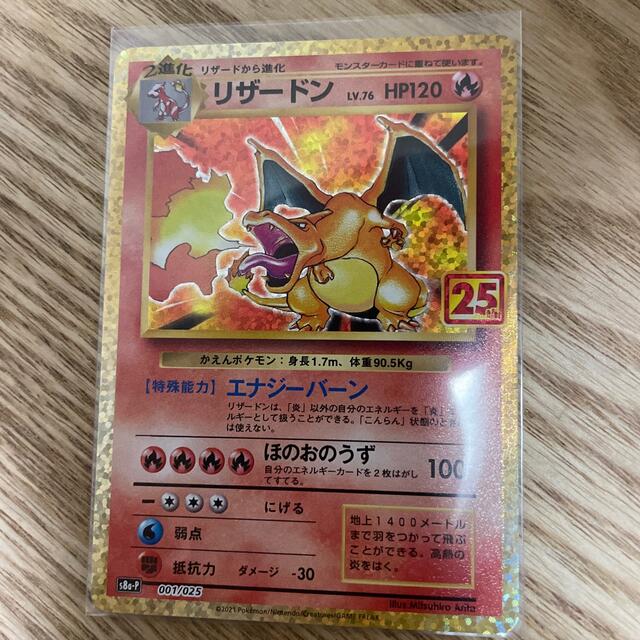 2進化 リザードから進化
モンスターカードに重ねて使います。
リザードン LV.76 HP120
25
かえんポケモン：身長1.7m、体重90.5Kg
【特殊能力】 エナジーバーン
リザードンは、「炎」以外の自分のエネルギーを「炎」
ルギーとして扱うことができる。「こんらん」状態のとき
は使えない。
ほのおのうず 100
自分のエネルギーカードを2枚はがし
てすてる。
にげる
弱点
抵抗力 ダメージ -30
地上1400メートル
まで羽をつかって飛ぶ
ことができる。高熱の
炎をはく。
s8a-P 001/025
Illus. Mitsuhiro Arita
©2021 Pokémon/Nintendo/Creatures/GAME FREAK